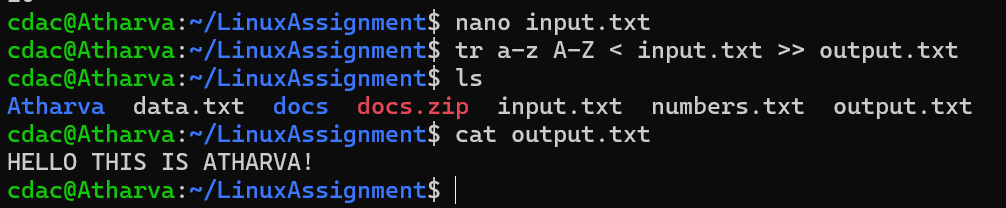 cdac@Atharva:~/LinuxAssignment$ nano input.txt
cdac@Atharva:~/LinuxAssignment$ tr a-z A-Z < input.txt >> output.txt
cdac@Atharva:~/LinuxAssignment$ ls
Atharva  data.txt  docs  docs.zip  input.txt  numbers.txt  output.txt
cdac@Atharva:~/LinuxAssignment$ cat output.txt
HELLO THIS IS ATHARVA!
cdac@Atharva:~/LinuxAssignment$